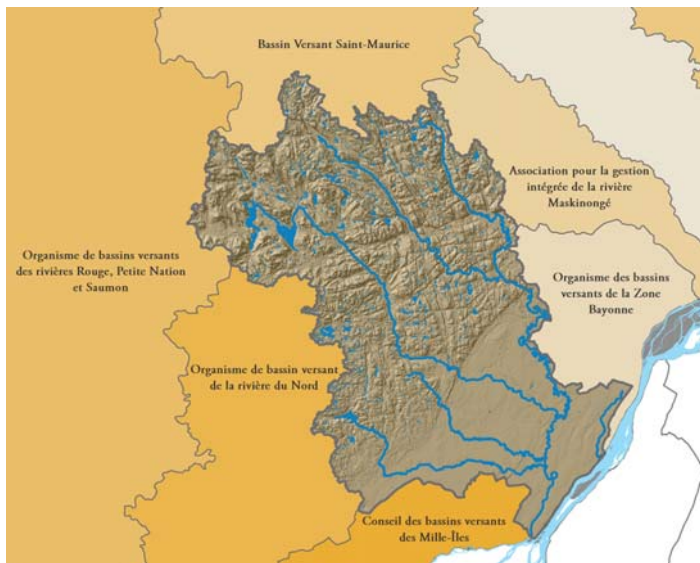 Bassin Versant Saint-Maurice
Association pour la gestion
intégrée de la rivière
Maskinongé
Organisme de bassins versants
des rivières Rouge, Petite Nation
et Saumon
Organisme des bassins
versants de la Zone
Bayonne
Organisme de bassin versant
de la rivière du Nord
Conseil des bassins versants
des Mille-Îles